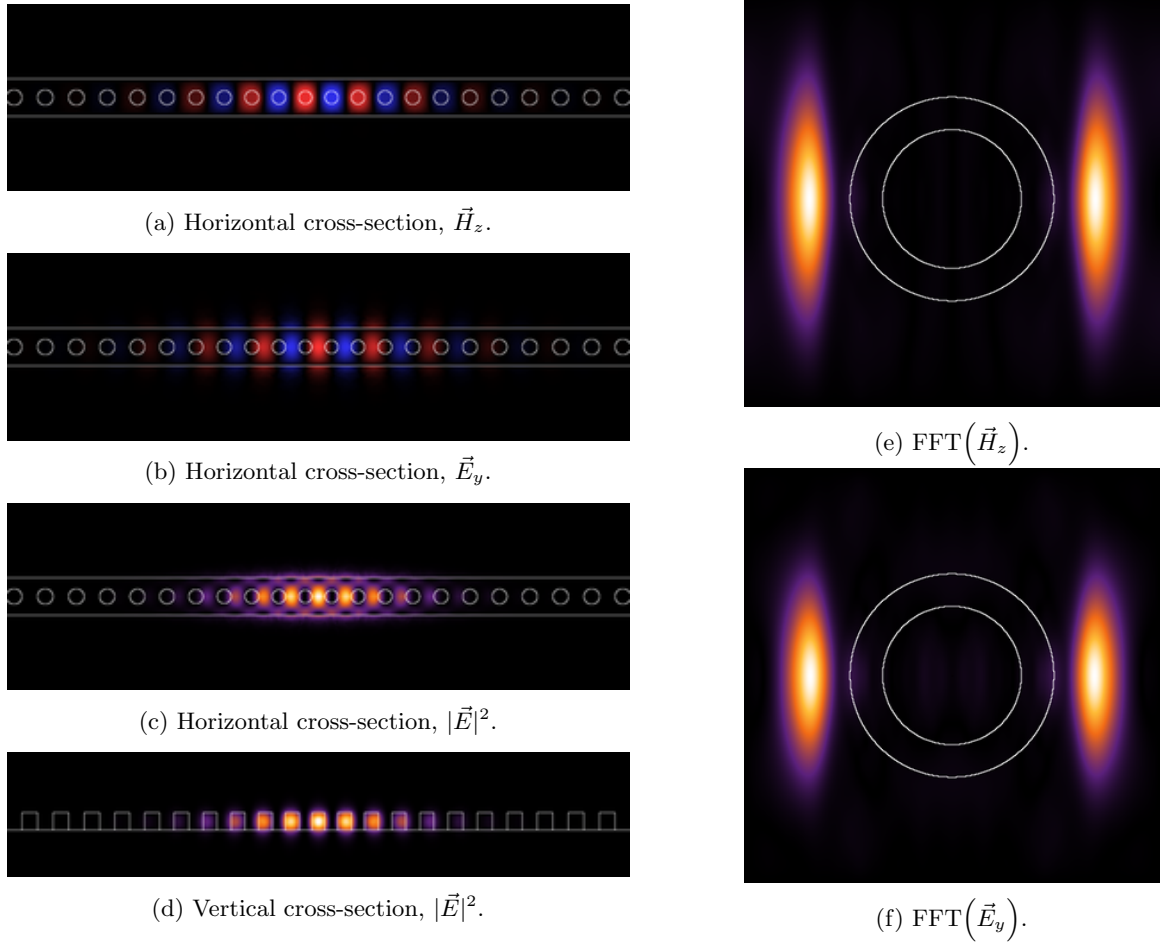 (a) Horizontal cross-section, $\vec{H}_z$.
(b) Horizontal cross-section, $\vec{E}_y$.
(c) Horizontal cross-section, $|\vec{E}|^2$.
(d) Vertical cross-section, $|\vec{E}|^2$.
(e) FFT$\left(\vec{H}_z\right)$.
(f) FFT$\left(\vec{E}_y\right)$.